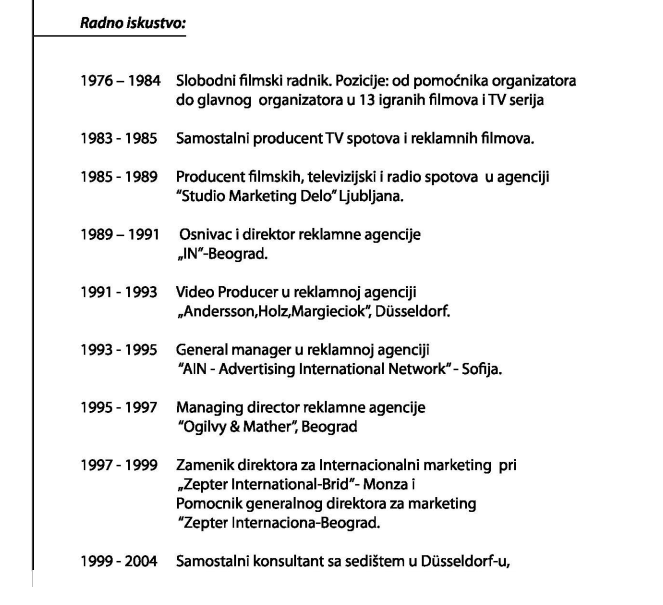 Radno iskustvo:
1976 – 1984 Slobodni filmski radnik. Pozicije: od pomoćnika organizatora
do glavnog organizatora u 13 igranih filmova i TV serija
1983 - 1985 Samostalni producent TV spotova i reklamnih filmova.
1985 - 1989 Producent filmskih, televizijski i radio spotova u agenciji
“Studio Marketing Delo” Ljubljana.
1989 – 1991 Osnivac i direktor reklamne agencije
„IN”-Beograd.
1991 - 1993 Video Producer u reklamnoj agenciji
„Andersson,Holz,Margieciok”, Düsseldorf.
1993 - 1995 General manager u reklamnoj agenciji
“AIN - Advertising International Network” - Sofija.
1995 - 1997 Managing director reklamne agencije
“Ogilvy & Mather”, Beograd
1997 - 1999 Zamenik direktora za Internacionalni marketing pri
„Zepter International-Brid”- Monza i
Pomocnik generalnog direktora za marketing
“Zepter Internaciona-Beograd.
1999 - 2004 Samostalni konsultant sa sedištem u Düsseldorf-u,